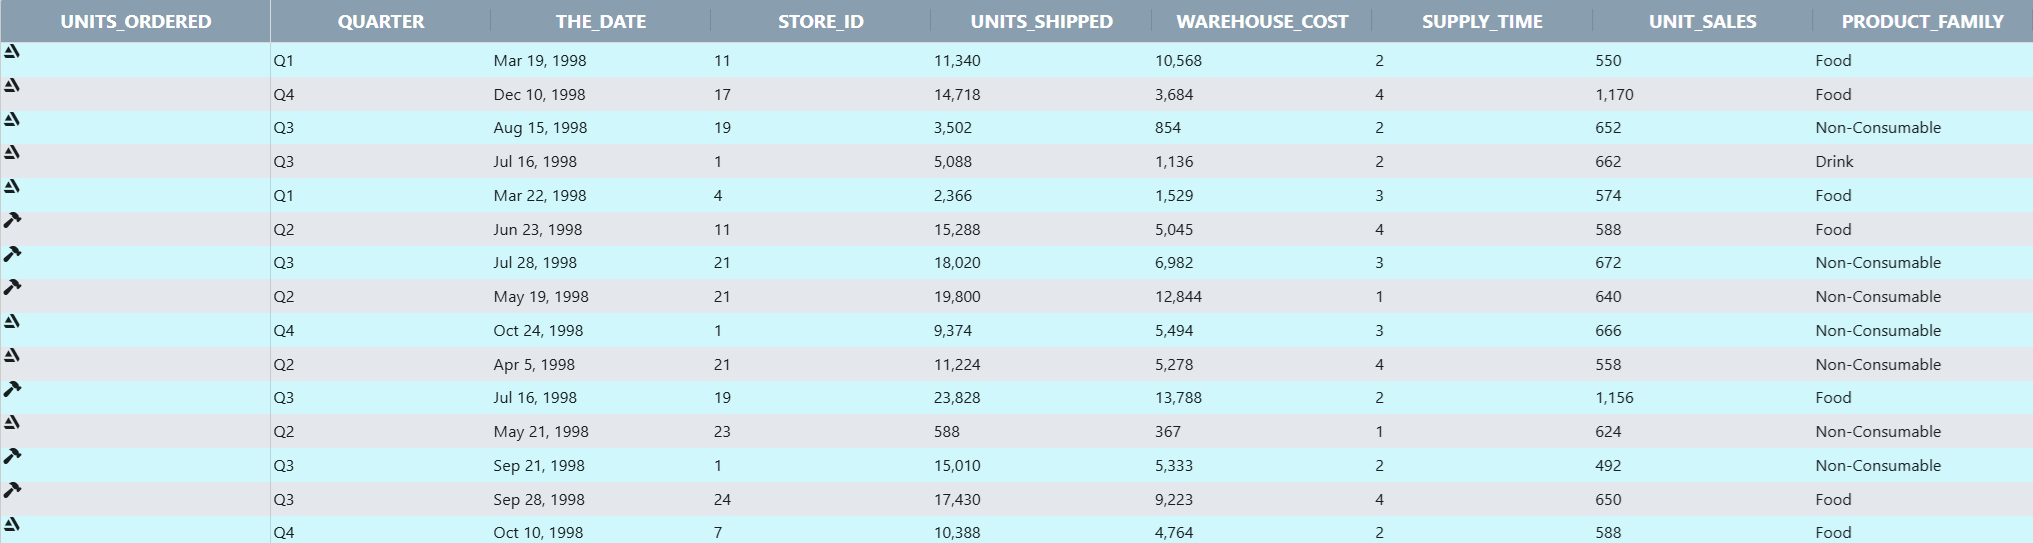 UNITS_ORDERED QUARTER THE_DATE STORE_ID UNITS_SHIPPED WAREHOUSE_COST SUPPLY_TIME UNIT_SALES PRODUCT_FAMILY
Q1 Mar 19, 1998 11 11,340 10,568 2 550 Food
Q4 Dec 10, 1998 17 14,718 3,684 4 1,170 Food
Q3 Aug 15, 1998 19 3,502 854 2 652 Non-Consumable
Q3 Jul 16, 1998 1 5,088 1,136 2 662 Drink
Q1 Mar 22, 1998 4 2,366 1,529 3 574 Food
Q2 Jun 23, 1998 11 15,288 5,045 4 588 Food
Q3 Jul 28, 1998 21 18,020 6,982 3 672 Non-Consumable
Q2 May 19, 1998 21 19,800 12,844 1 640 Non-Consumable
Q4 Oct 24, 1998 1 9,374 5,494 3 666 Non-Consumable
Q2 Apr 5, 1998 21 11,224 5,278 4 558 Non-Consumable
Q3 Jul 16, 1998 19 23,828 13,788 2 1,156 Food
Q2 May 21, 1998 23 588 367 1 624 Non-Consumable
Q3 Sep 21, 1998 1 15,010 5,333 2 492 Non-Consumable
Q3 Sep 28, 1998 24 17,430 9,223 4 650 Food
Q4 Oct 10, 1998 7 10,388 4,764 2 588 Food